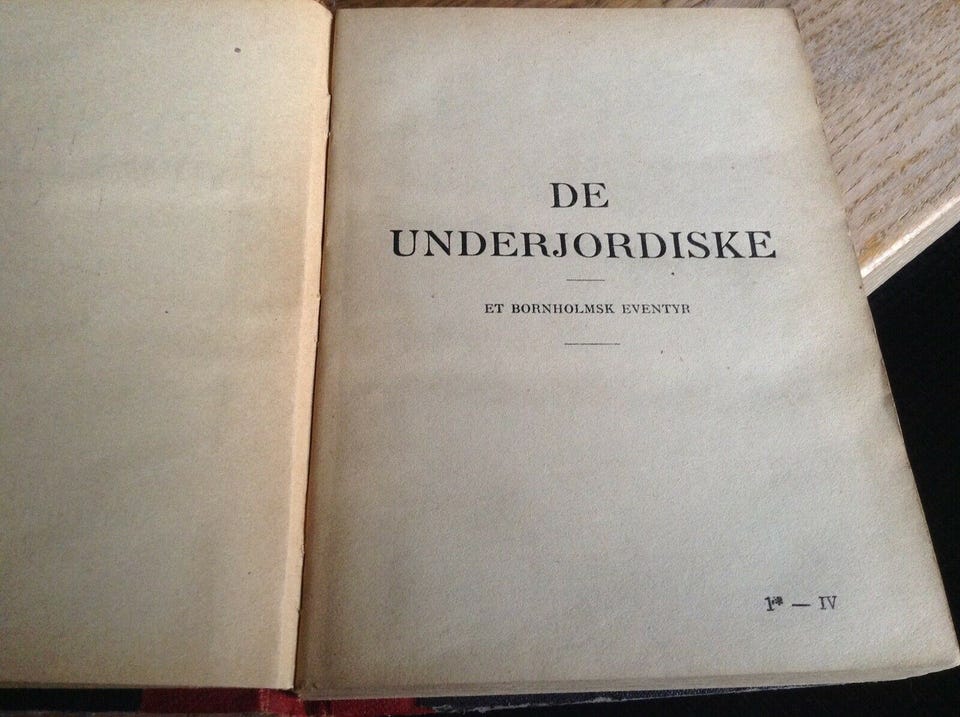 DE
UNDERJORDISKE
ET BORNHOLMSK EVENTYR
1* — IV